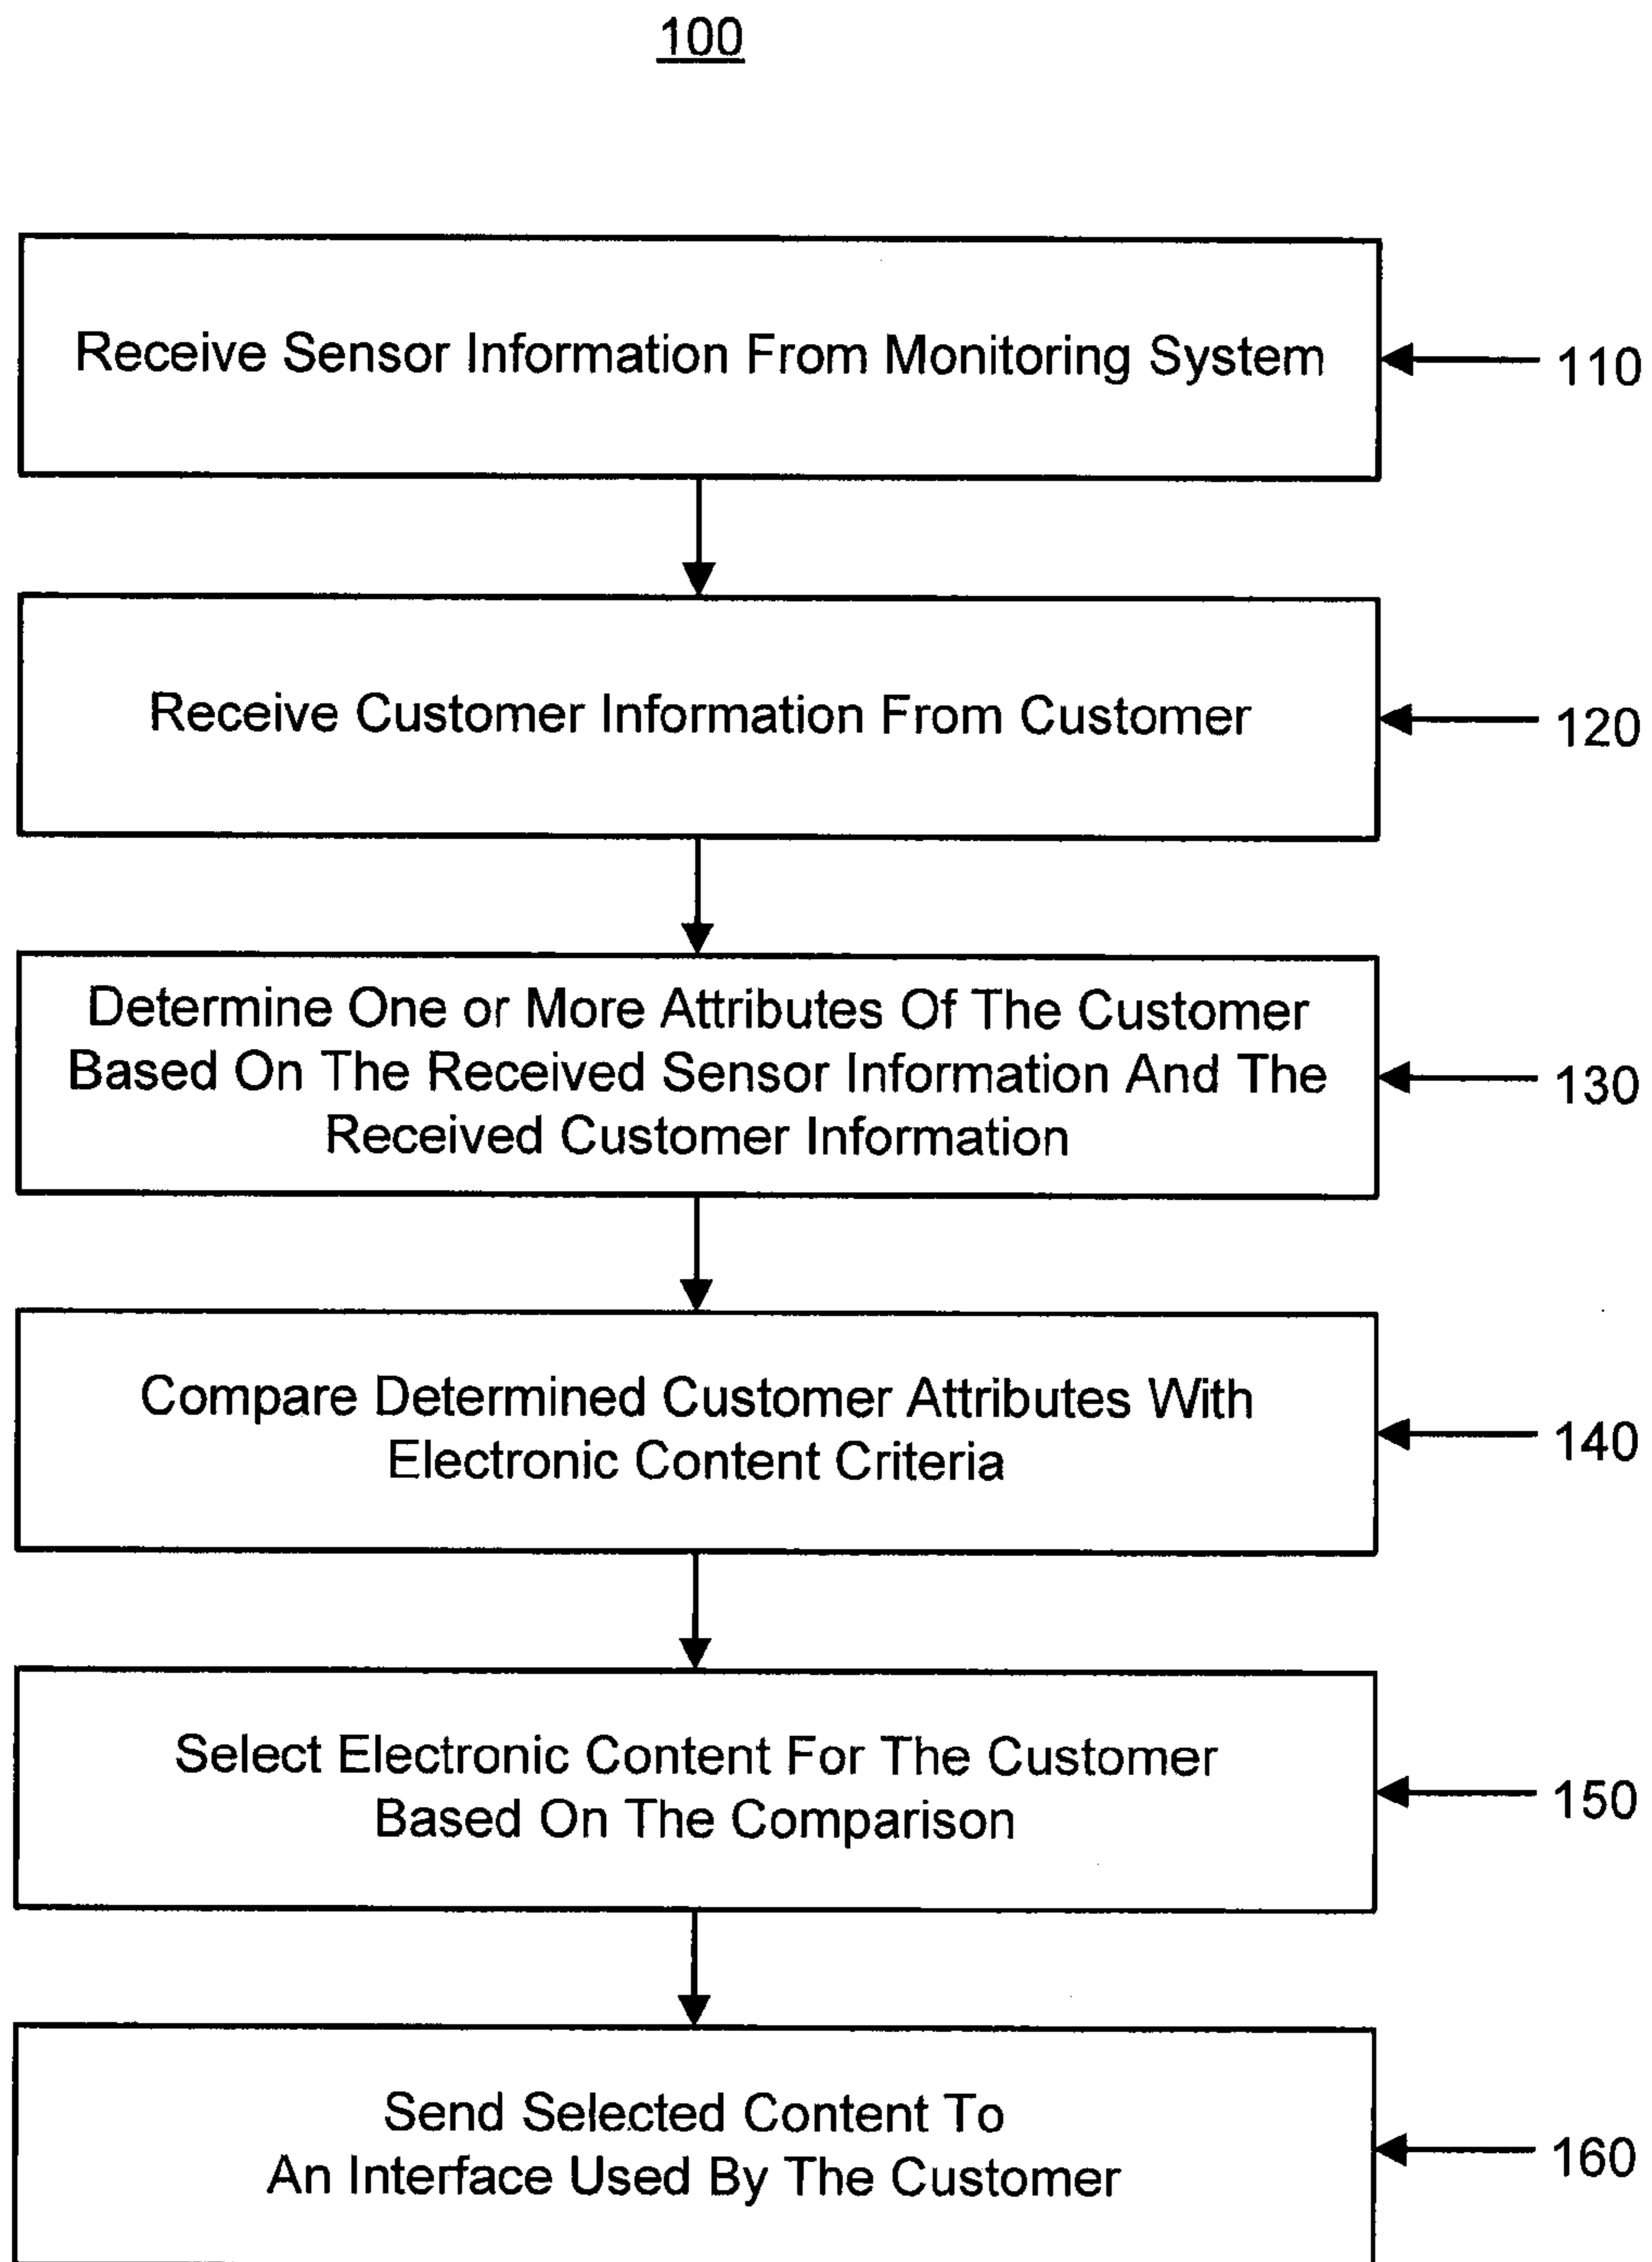 100
Receive Sensor Information From Monitoring System
110
Receive Customer Information From Customer
120
Determine One or More Attributes Of The Customer
Based On The Received Sensor Information And The
Received Customer Information
130
Compare Determined Customer Attributes With
Electronic Content Criteria
140
Select Electronic Content For The Customer
Based On The Comparison
150
Send Selected Content To
An Interface Used By The Customer
160